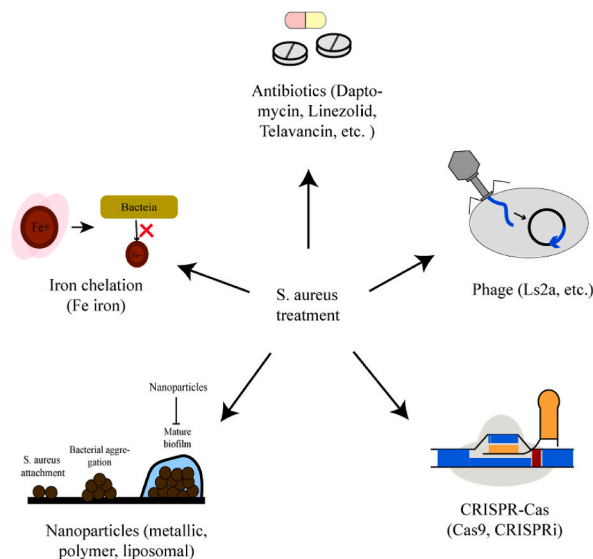 Antibiotics (Dapto-
mycin, Linezolid,
Telavancin, etc. )
Fe+
Bacteia
Iron chelation
(Fe iron)
S. aureus
treatment
Phage (Ls2a, etc.)
Nanoparticles
Mature
biofilm
Bacterial aggre-
gation
S. aureus
attachment
Nanoparticles (metallic,
polymer, liposomal)
CRISPR-Cas
(Cas9, CRISPRi)